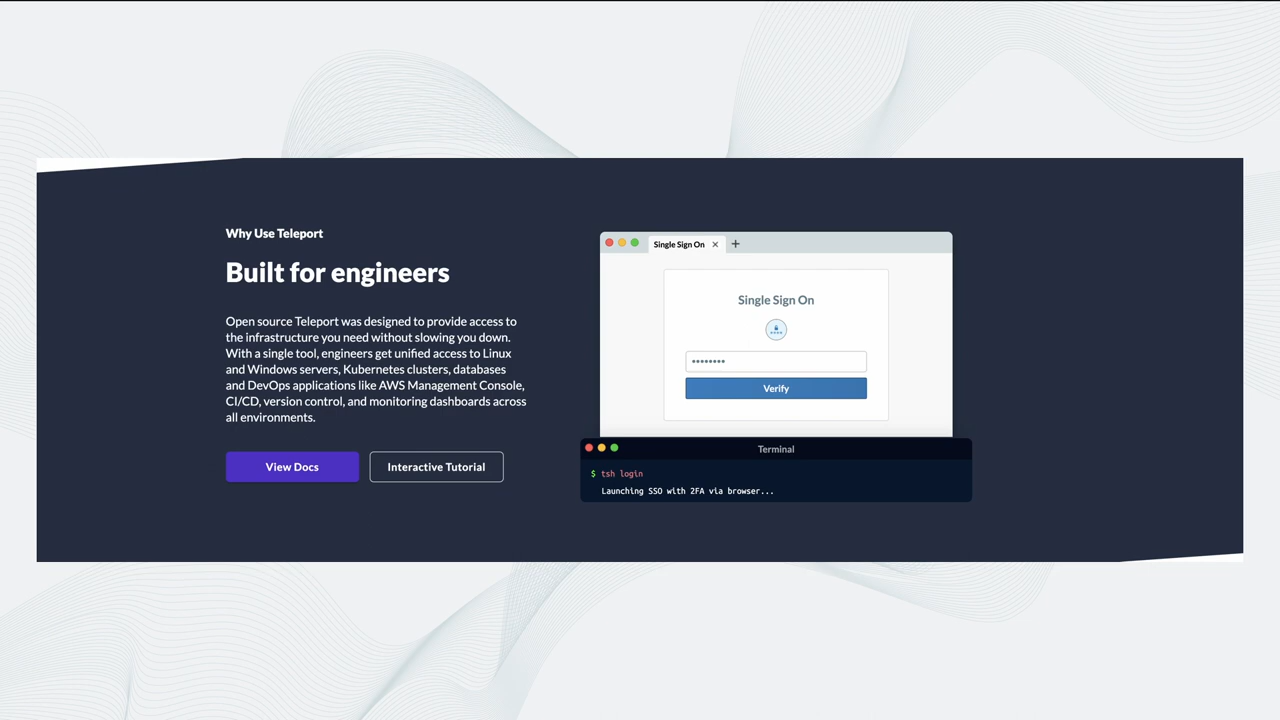 Why Use Teleport
Built for engineers
Open source Teleport was designed to provide access to
the infrastructure you need without slowing you down.
With a single tool, engineers get unified access to Linux
and Windows servers, Kubernetes clusters, databases
and DevOps applications like AWS Management Console,
CI/CD, version control, and monitoring dashboards across
all environments.
View Docs
Interactive Tutorial
Single Sign On
Single Sign On
Verify
Terminal
$ tsh login
Launching SSO with 2FA via browser...